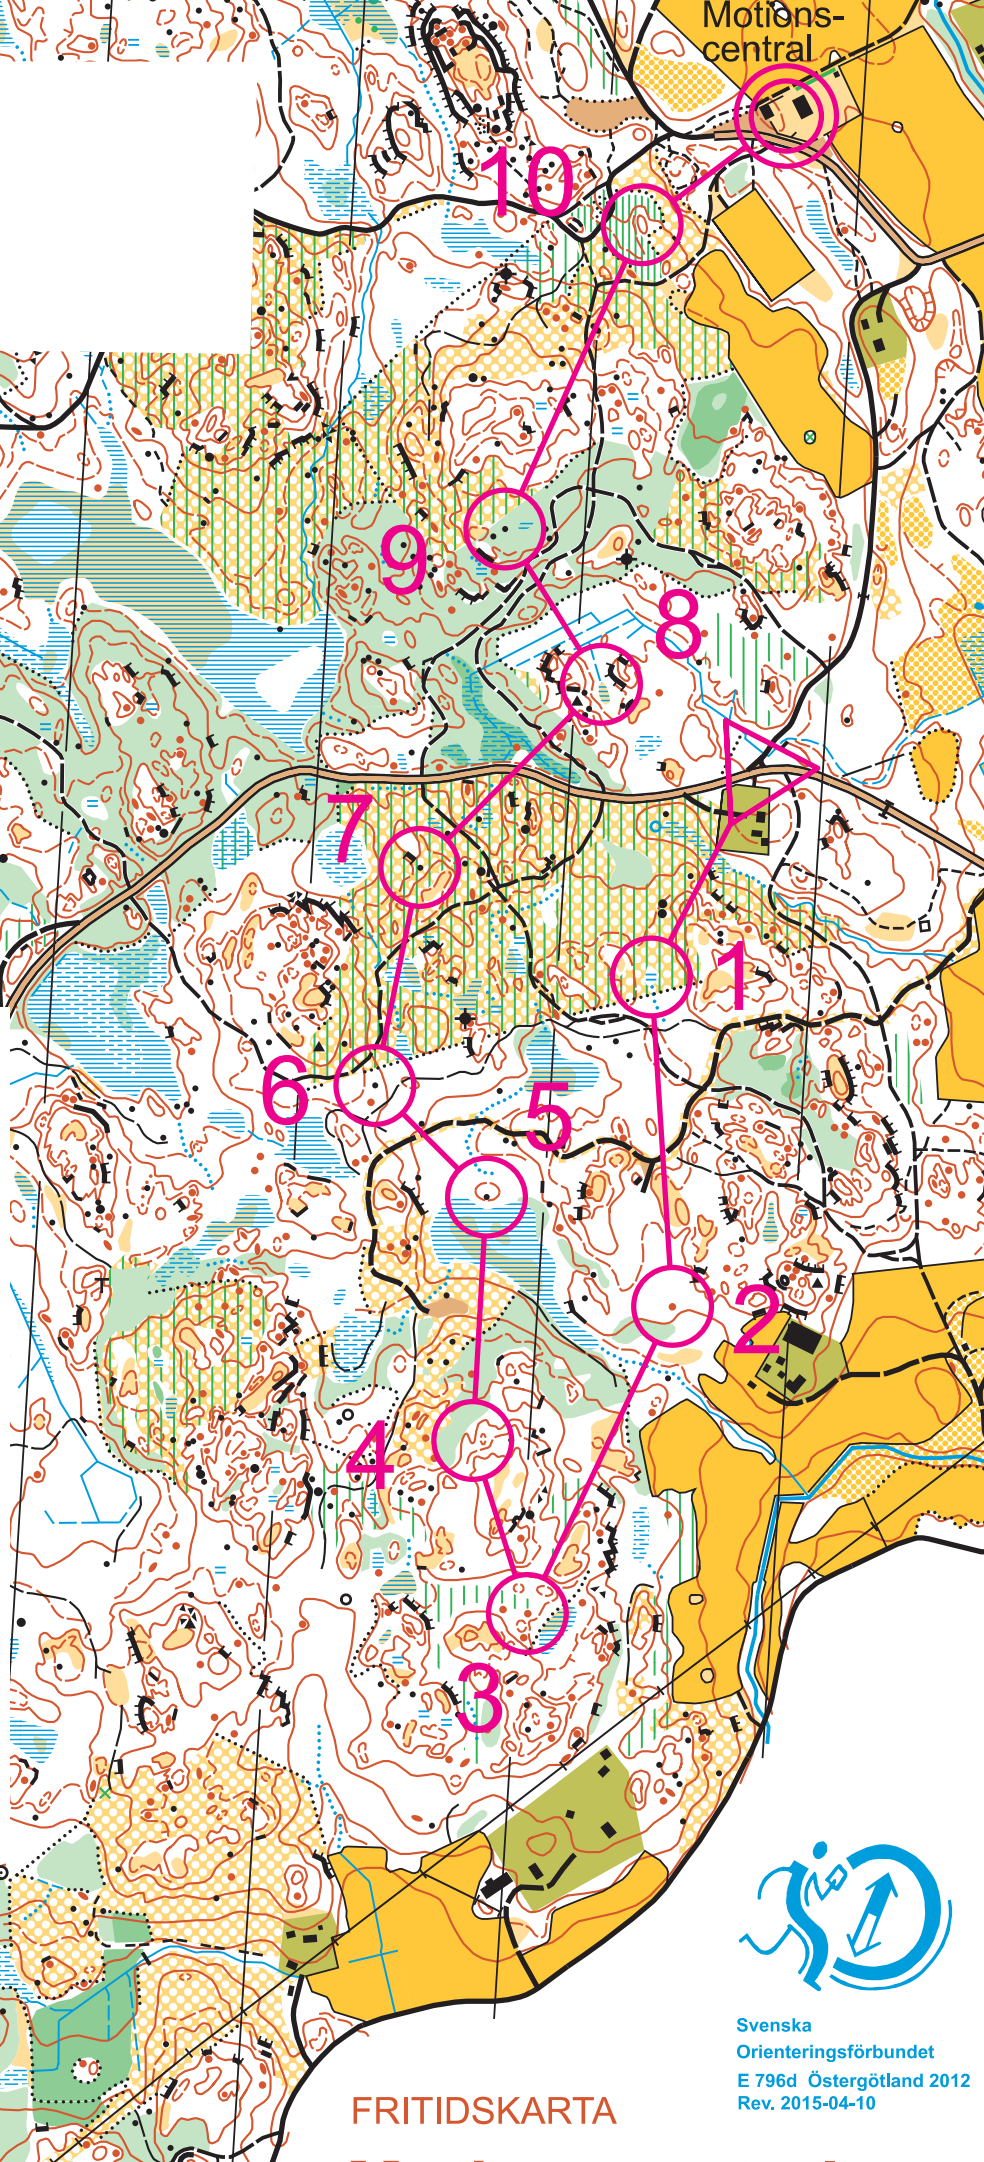 Motions-
central
10
9
8
7
1
6
5
2
4
3
Svenska
Orienteringsförbundet
E 796d Östergötland 2012
Rev. 2015-04-10
FRITIDSKARTA